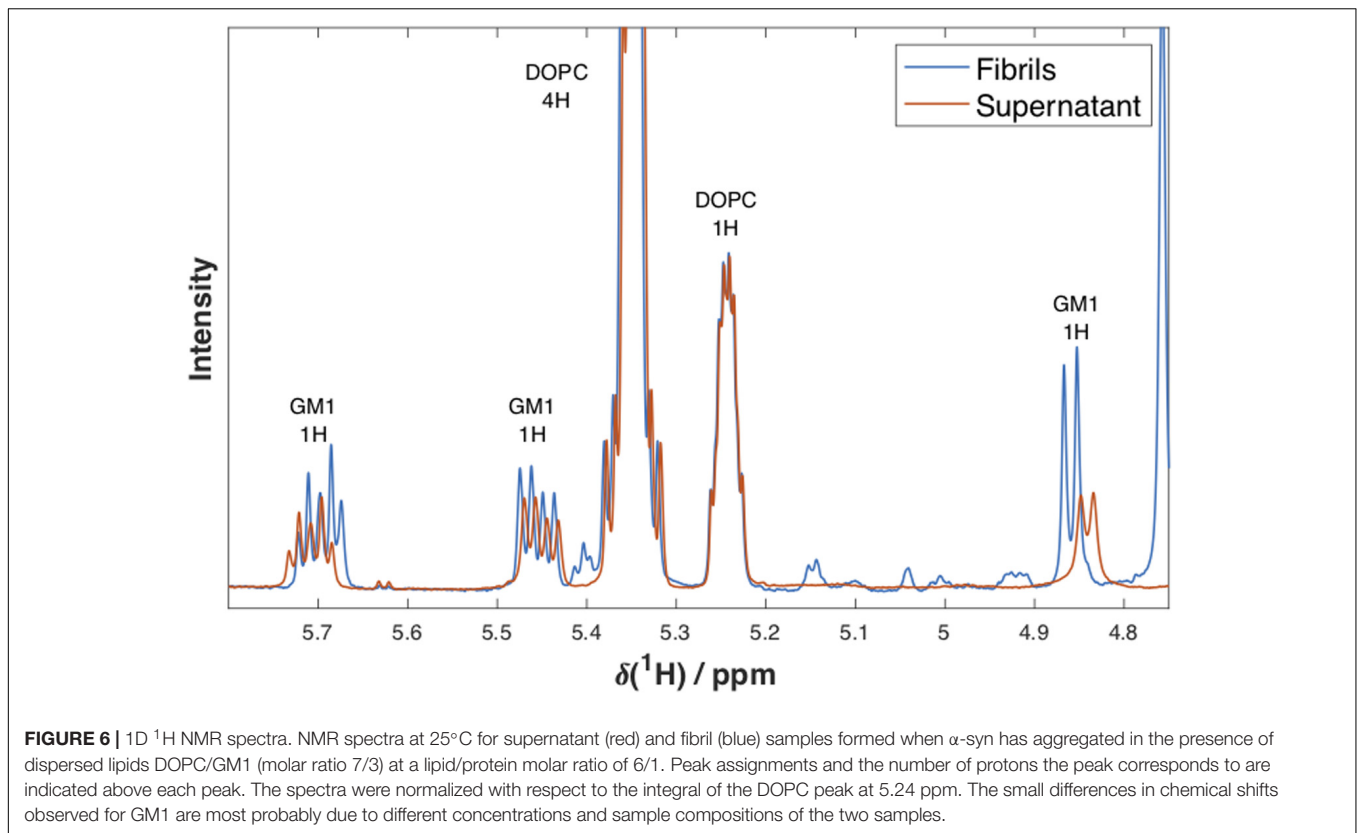 DOPC
4H
Fibrils
Supernatant
DOPC
1H
GM1
1H
GM1
1H
GM1
1H
Intensity
5.7 5.6 5.5 5.4 5.3 5.2 5.1 5 4.9 4.8
δ(¹H) / ppm
FIGURE 6 | 1D ¹H NMR spectra. NMR spectra at 25°C for supernatant (red) and fibril (blue) samples formed when α-syn has aggregated in the presence of
dispersed lipids DOPC/GM1 (molar ratio 7/3) at a lipid/protein molar ratio of 6/1. Peak assignments and the number of protons the peak corresponds to are
indicated above each peak. The spectra were normalized with respect to the integral of the DOPC peak at 5.24 ppm. The small differences in chemical shifts
observed for GM1 are most probably due to different concentrations and sample compositions of the two samples.